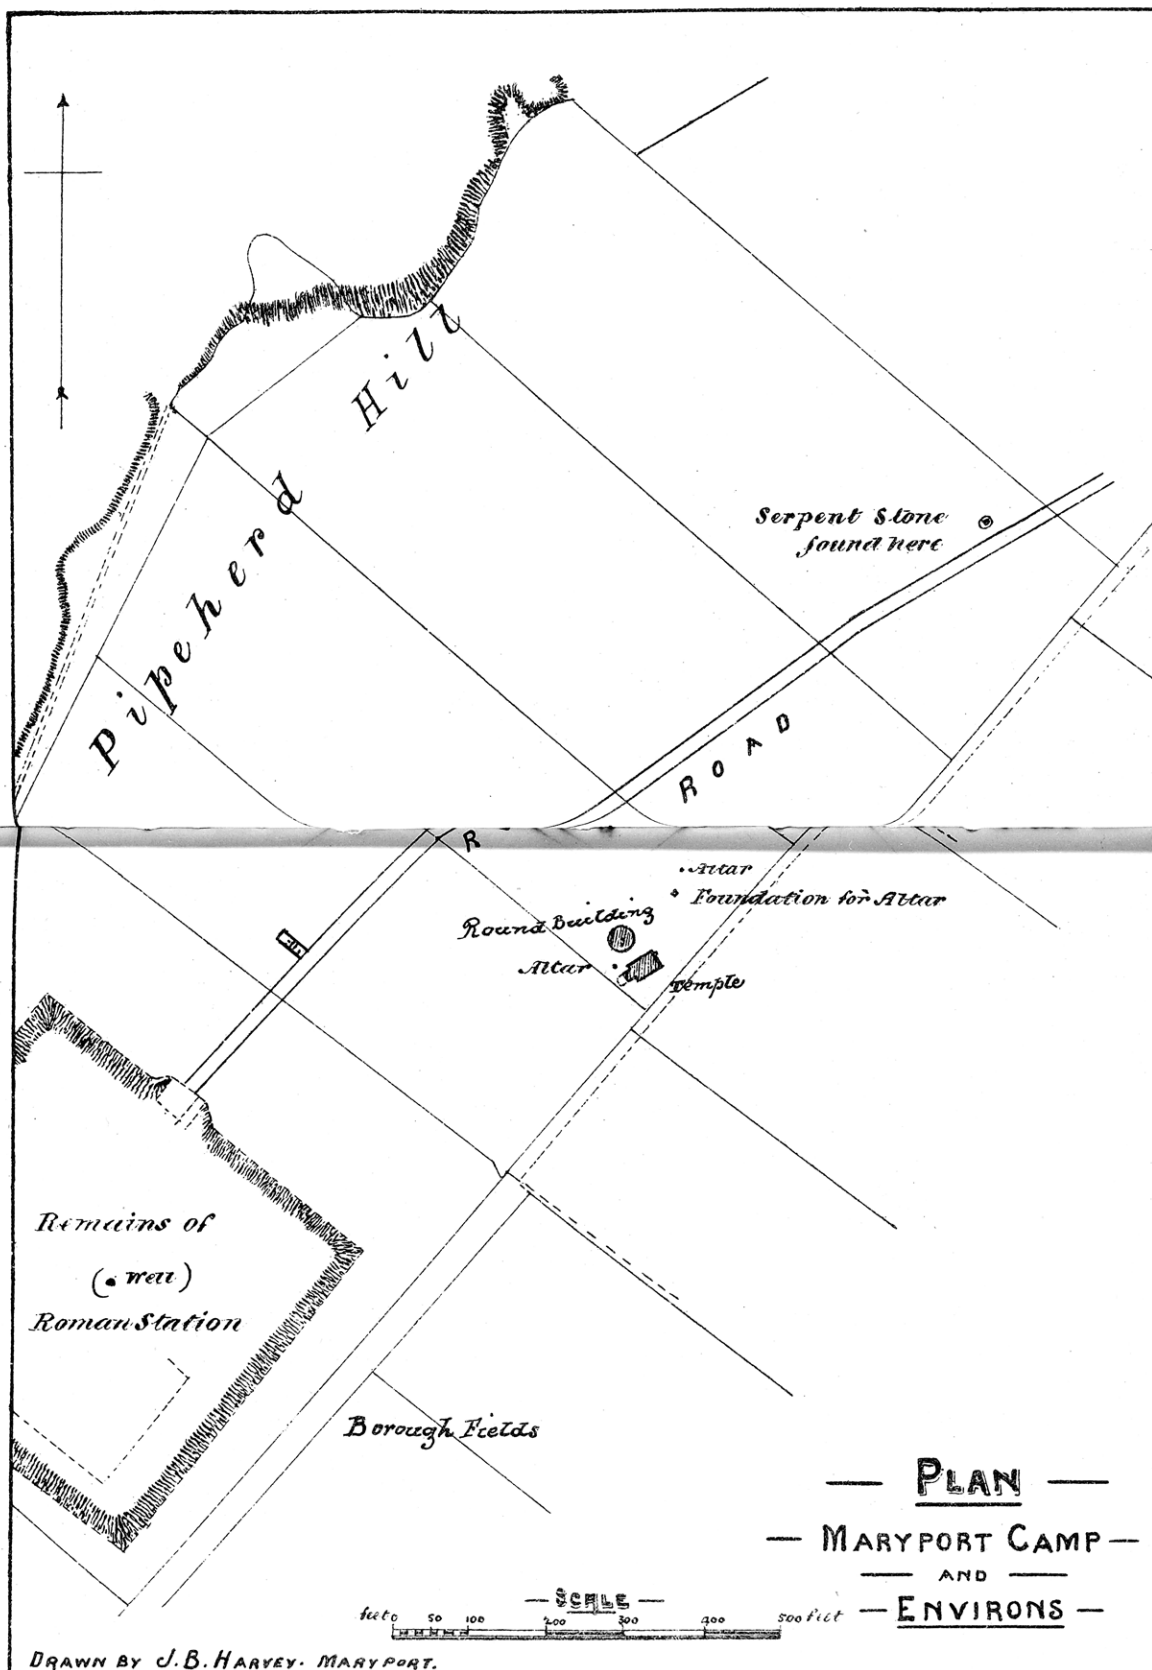 Pipeherd Hill
Serpent Stone
found here
ROAD
R
Altar
Foundation for Altar
Round Building
Altar
Temple
Remains of
(• Well)
Roman Station
Borough Fields
— PLAN —
— MARYPORT CAMP —
— AND —
— ENVIRONS —
— SCALE —
feet 0 50 100 200 300 400 500 feet
DRAWN BY J.B. HARVEY. MARYPORT.